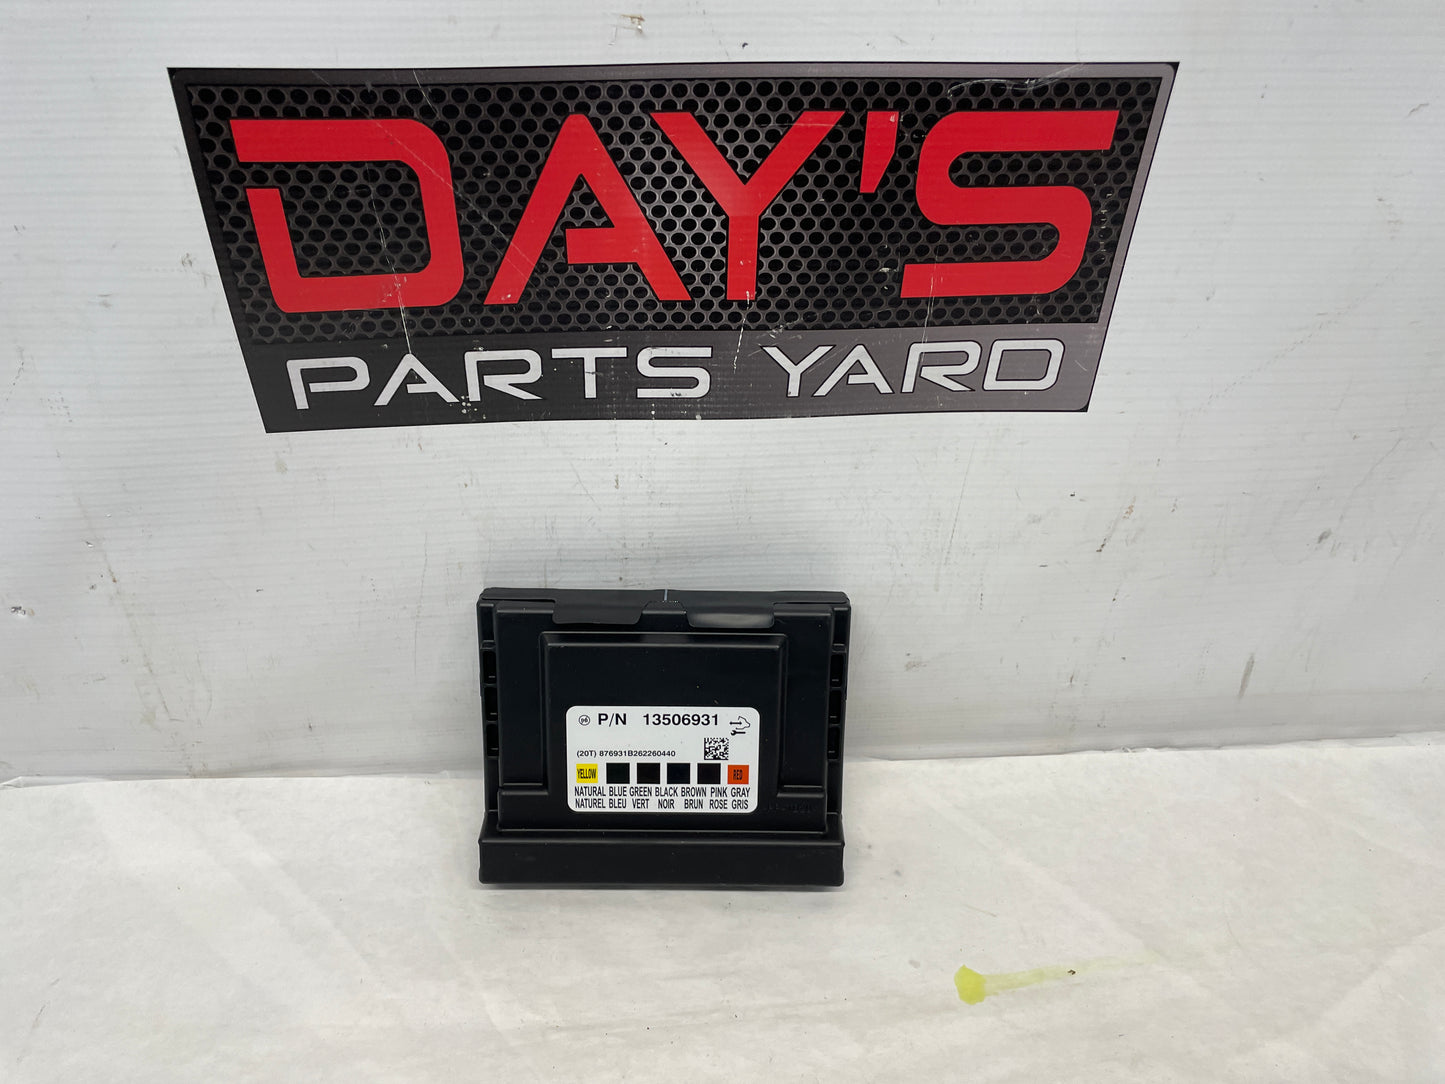 DAY'S
PARTS YARD
P/N 13506931
(20T) 876931B262260440
YELLOW RED
NATURAL BLUE GREEN BLACK BROWN PINK GRAY
NATUREL BLEU VERT NOIR BRUN ROSE GRIS